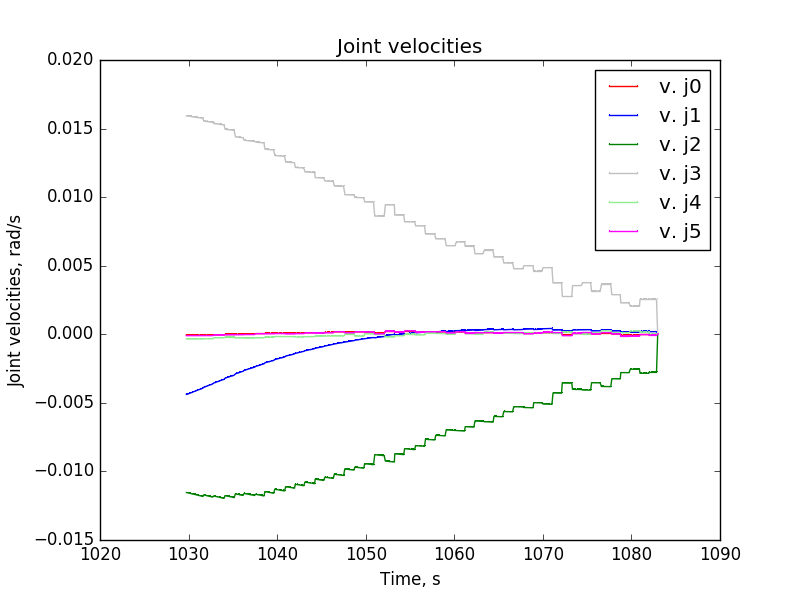 Joint velocities
0.020
0.015
0.010
0.005
0.000
−0.005
−0.010
−0.015
Joint velocities, rad/s
v. j0
v. j1
v. j2
v. j3
v. j4
v. j5
1020 1030 1040 1050 1060 1070 1080 1090
Time, s